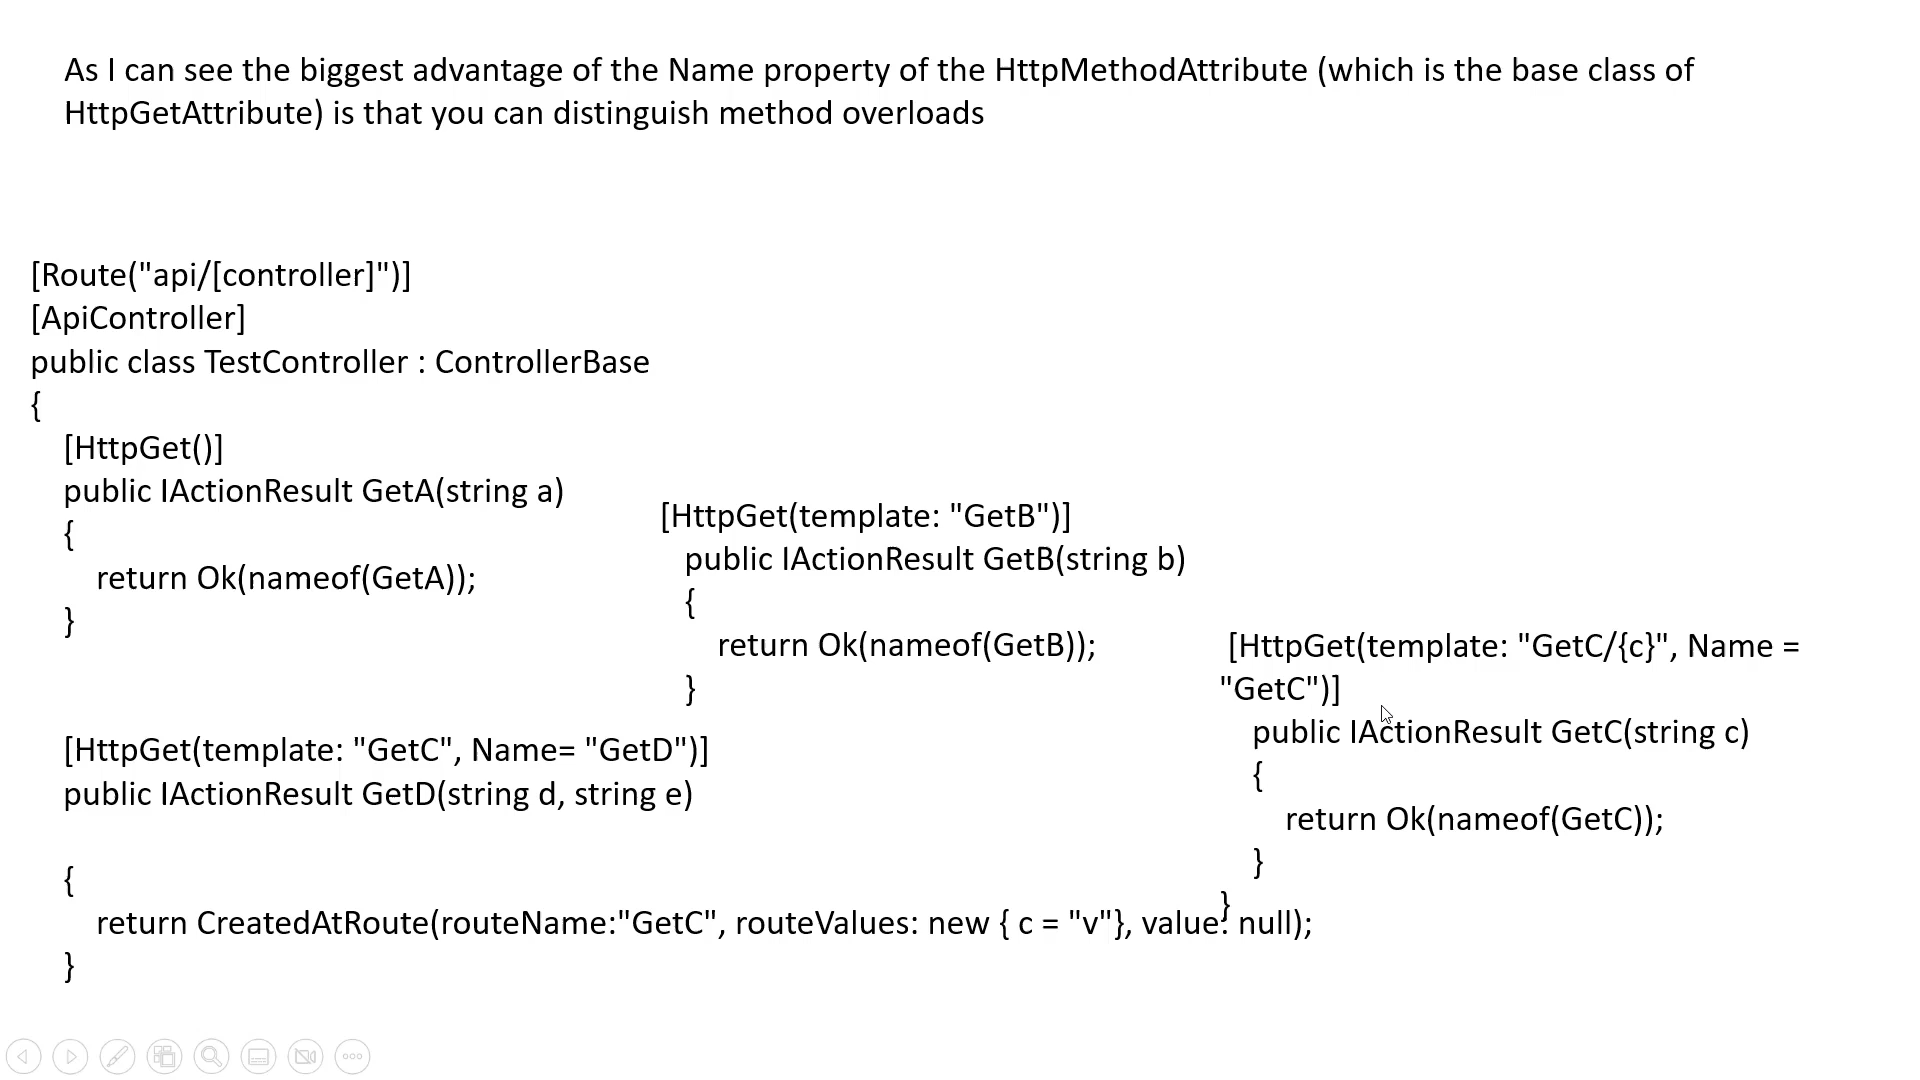 As I can see the biggest advantage of the Name property of the HttpMethodAttribute (which is the base class of
HttpGetAttribute) is that you can distinguish method overloads
[Route("api/[controller]")]
[ApiController]
public class TestController : ControllerBase
{
[HttpGet()]
public IActionResult GetA(string a)
{
return Ok(nameof(GetA));
}
[HttpGet(template: "GetB")]
public IActionResult GetB(string b)
{
return Ok(nameof(GetB));
}
[HttpGet(template: "GetC/{c}", Name =
"GetC")]
public IActionResult GetC(string c)
{
return Ok(nameof(GetC));
}
}
[HttpGet(template: "GetC", Name= "GetD")]
public IActionResult GetD(string d, string e)
{
return CreatedAtRoute(routeName:"GetC", routeValues: new { c = "v"}, value: null);
}